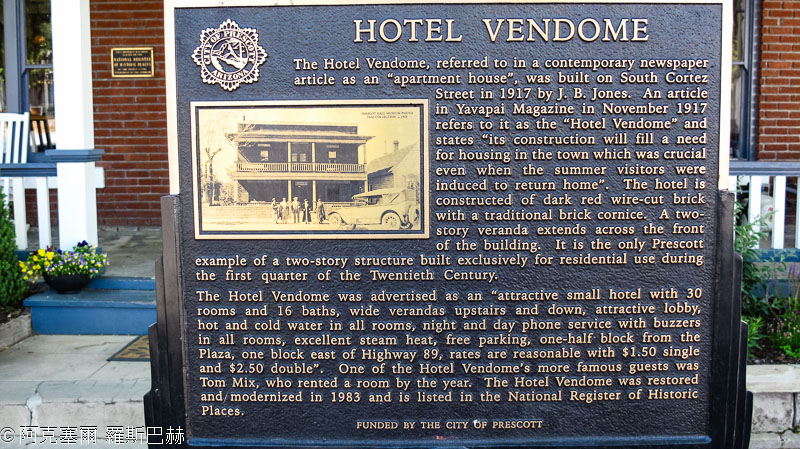 HOTEL VENDOME
CITY OF PRESCOTT
ARIZONA
The Hotel Vendome, referred to in a contemporary newspaper
article as an “apartment house”, was built on South Cortez
Street in 1917 by J. B. Jones. An article
in Yavapai Magazine in November 1917
refers to it as the “Hotel Vendome” and
states “its construction will fill a need
for housing in the town which was crucial
even when the summer visitors were
induced to return home”. The hotel is
constructed of dark red wire-cut brick
with a traditional brick cornice. A two-
story veranda extends across the front
of the building. It is the only Prescott
example of a two-story structure built exclusively for residential use during
the first quarter of the Twentieth Century.
The Hotel Vendome was advertised as an “attractive small hotel with 30
rooms and 16 baths, wide verandas upstairs and down, attractive lobby,
hot and cold water in all rooms, night and day phone service with buzzers
in all rooms, excellent steam heat, free parking, one-half block from the
Plaza, one block east of Highway 89, rates are reasonable with $1.50 single
and $2.50 double”. One of the Hotel Vendome’s more famous guests was
Tom Mix, who rented a room by the year. The Hotel Vendome was restored
and modernized in 1983 and is listed in the National Register of Historic
Places.
FUNDED BY THE CITY OF PRESCOTT
NATIONAL REGISTER
OF HISTORIC PLACES
© 阿克塞爾 羅斯巴赫